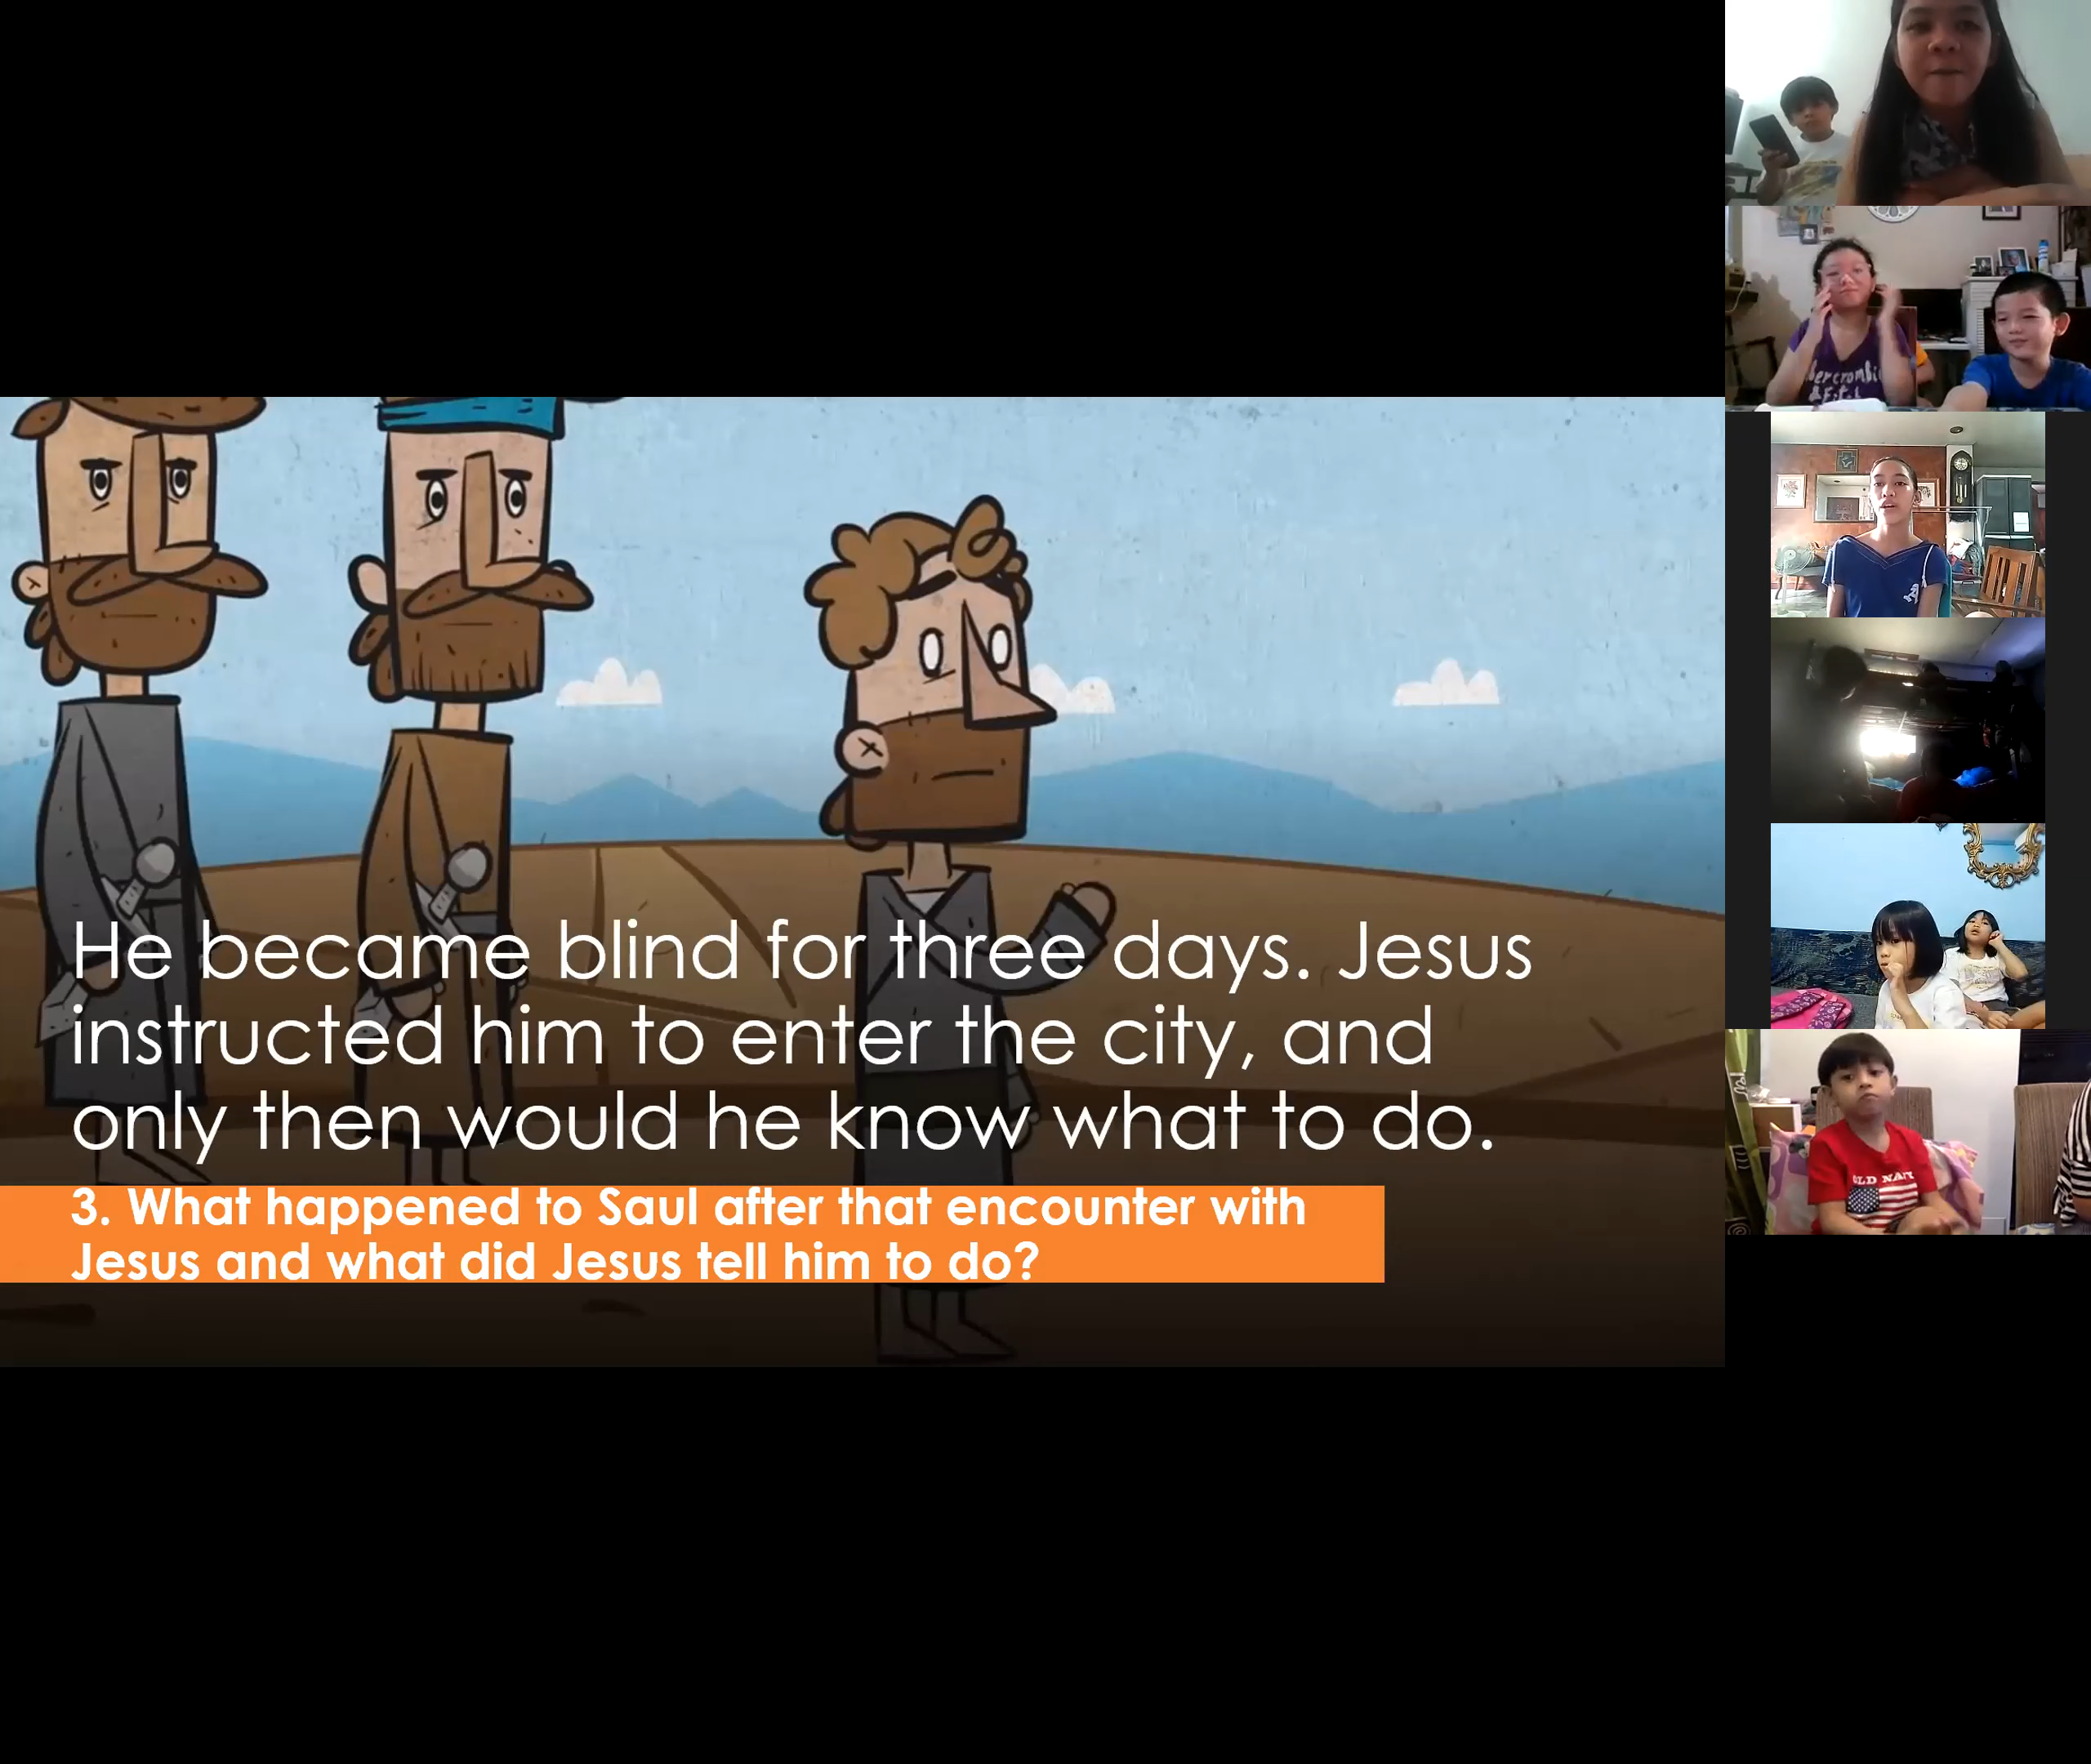 He became blind for three days. Jesus
instructed him to enter the city, and
only then would he know what to do.
3. What happened to Saul after that encounter with
Jesus and what did Jesus tell him to do?